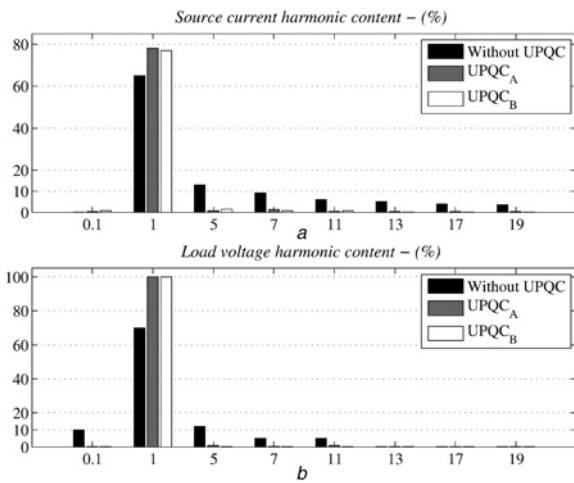 Source current harmonic content – (%)
80
60
40
20
10
0
Without UPQC
UPQC_A
UPQC_B
0.1 1 5 7 11 13 17 19
a
Load voltage harmonic content – (%)
100
80
60
40
20
10
0
Without UPQC
UPQC_A
UPQC_B
0.1 1 5 7 11 13 17 19
b